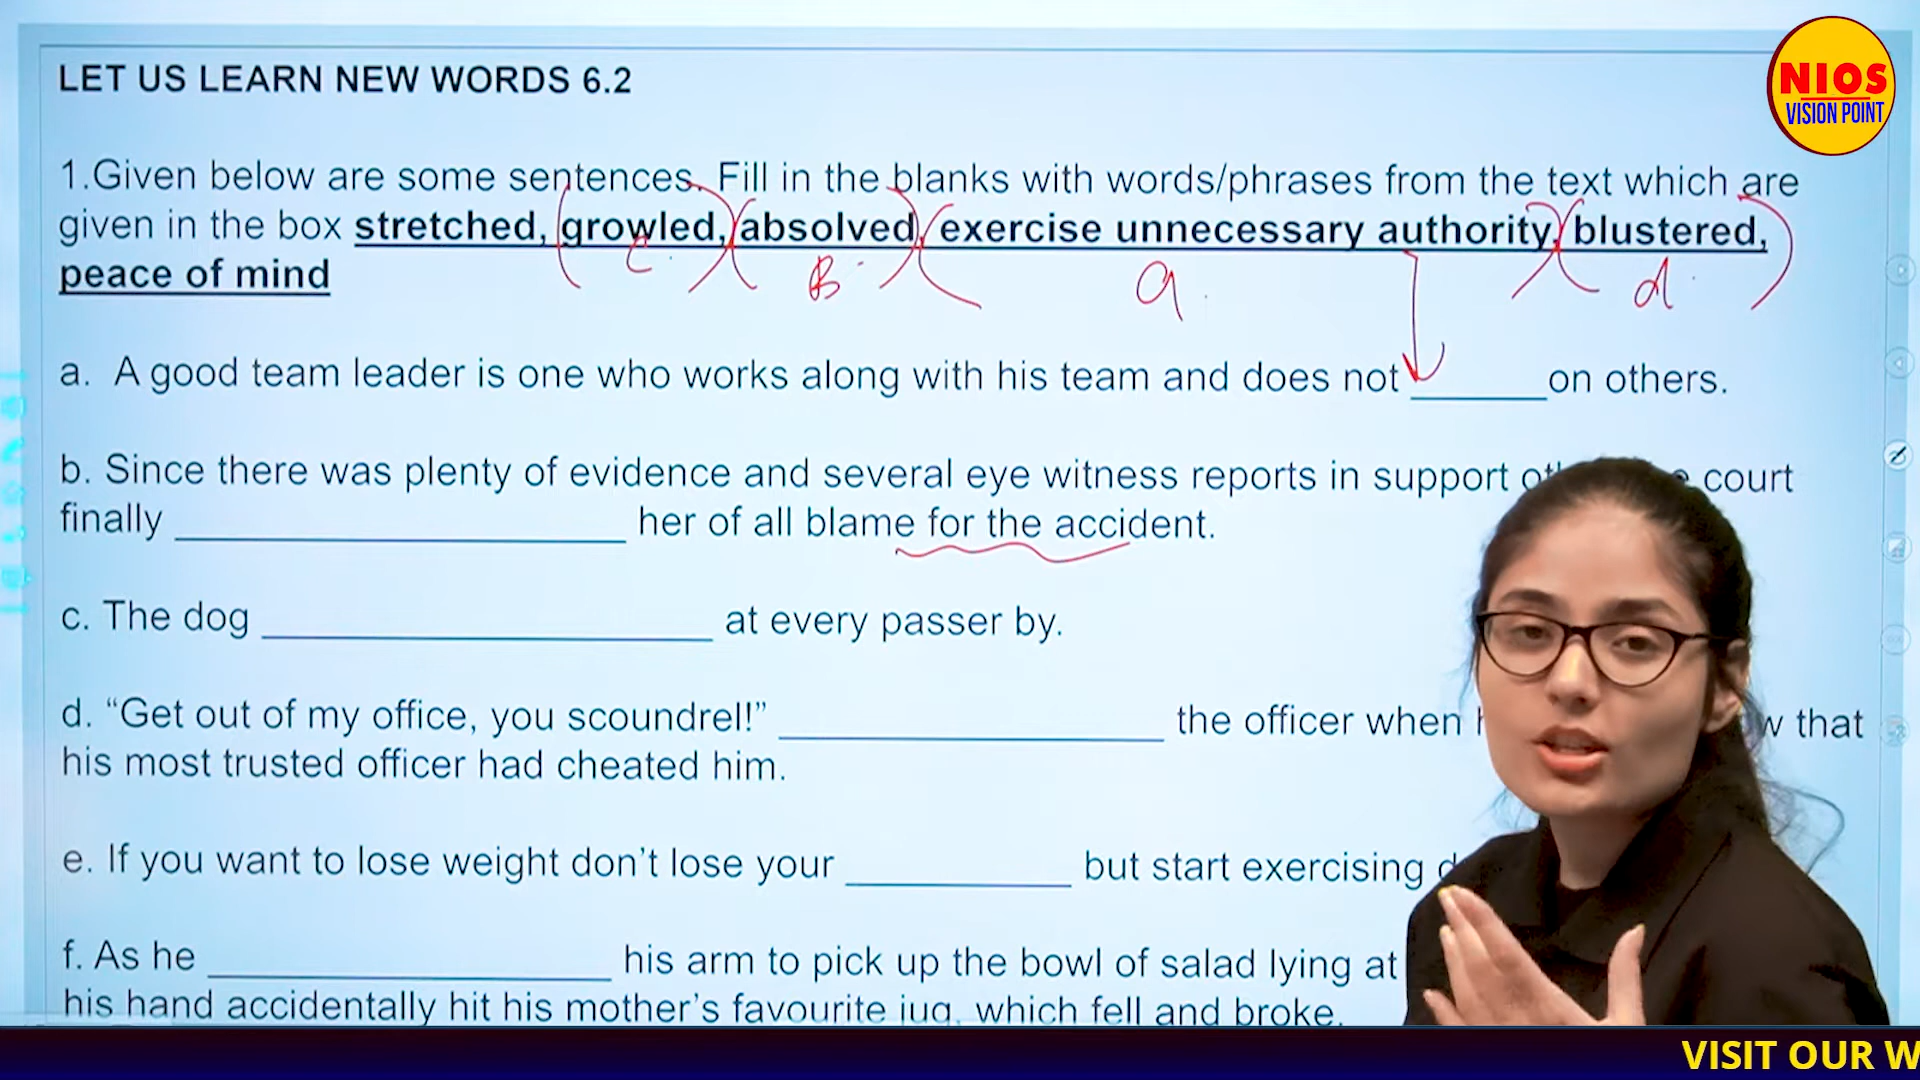 LET US LEARN NEW WORDS 6.2
NIOS
VISION POINT
1.Given below are some sentences. Fill in the blanks with words/phrases from the text which are
given in the box stretched, growled, absolved, exercise unnecessary authority, blustered,
peace of mind
c B a d
a. A good team leader is one who works along with his team and does not ______on others.
b. Since there was plenty of evidence and several eye witness reports in support court
finally ____________________ her of all blame for the accident.
c. The dog ____________________ at every passer by.
d. “Get out of my office, you scoundrel!” _________________ the officer when that
his most trusted officer had cheated him.
e. If you want to lose weight don’t lose your __________ but start exercising
f. As he __________________ his arm to pick up the bowl of salad lying at
his hand accidentally hit his mother’s favourite jug, which fell and broke.
VISIT OUR W